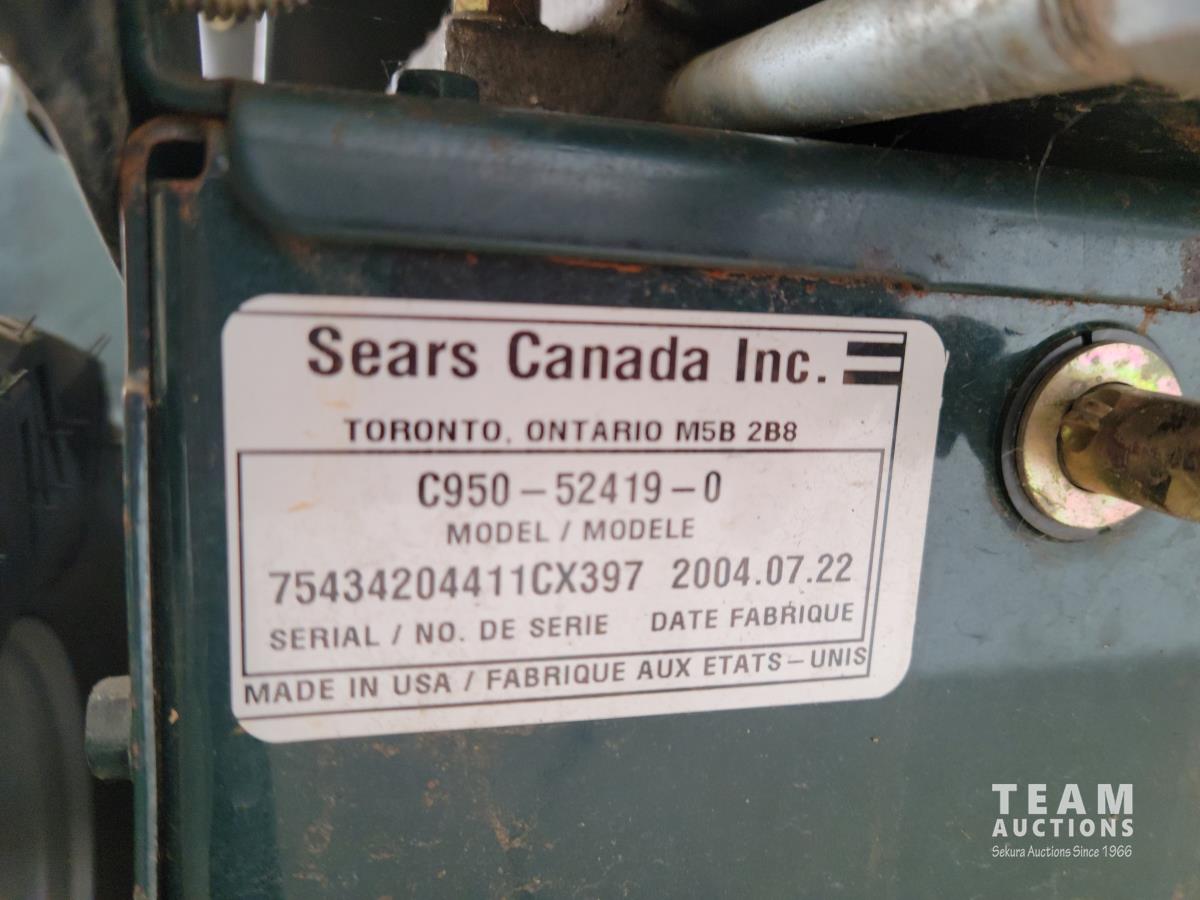 Sears Canada Inc.
TORONTO, ONTARIO M5B 2B8
C950-52419-0
MODEL / MODELE
75434204411CX397 2004.07.22
SERIAL / NO. DE SERIE DATE FABRIQUE
MADE IN USA / FABRIQUE AUX ETATS-UNIS
TEAM
AUCTIONS
Sekura Auctions Since 1966